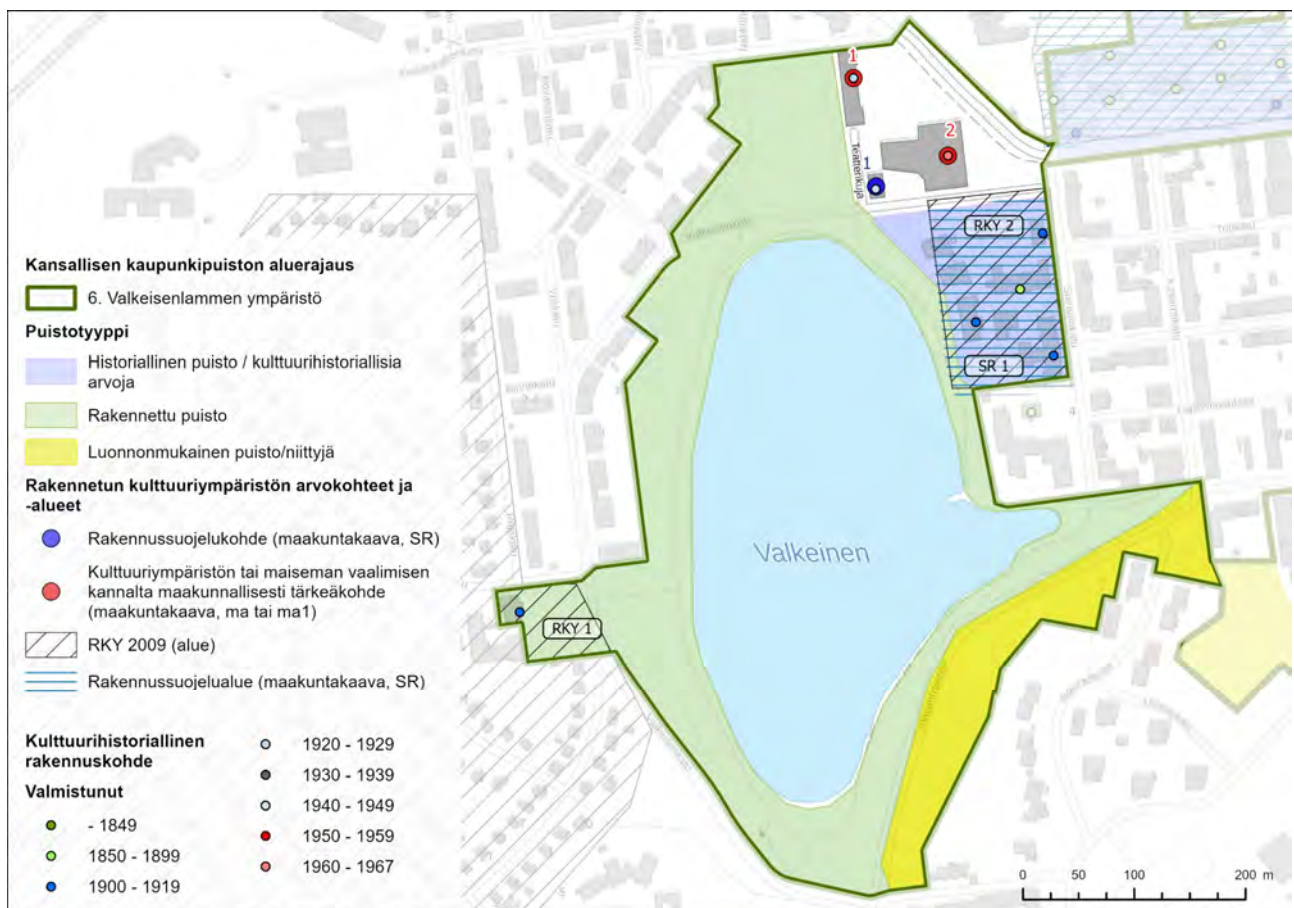 Kansallisen kaupunkipuiston aluerajaus
6. Valkeisenlammen ympäristö
Puistotyyppi
Historiallinen puisto / kulttuurihistoriallisia
arvoja
Rakennettu puisto
Luonnonmukainen puisto/niittyjä
Rakennetun kulttuuriympäristön arvokohteet ja
-alueet
Rakennussuojelukohde (maakuntakaava, SR)
Kulttuuriympäristön tai maiseman vaalimisen
kannalta maakunnallisesti tärkeäkohde
(maakuntakaava, ma tai ma1)
RKY 2009 (alue)
Rakennussuojelualue (maakuntakaava, SR)
Kulttuurihistoriallinen
rakennuskohde
Valmistunut
- 1849
1850 - 1899
1900 - 1919
1920 - 1929
1930 - 1939
1940 - 1949
1950 - 1959
1960 - 1967
1
2
1
Teatterikuja
RKY 2
SR 1
4
Valkeinen
RKY 1
0 50 100 200 m